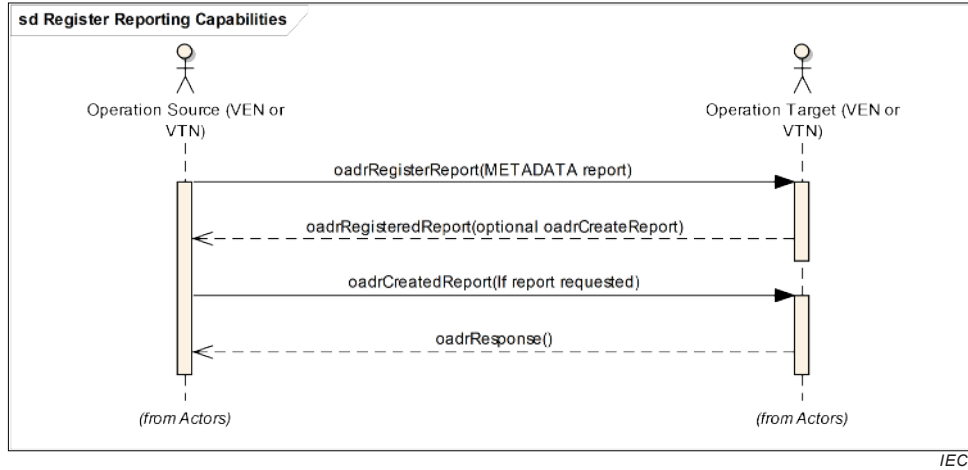 sd Register Reporting Capabilities
Operation Source (VEN or
VTN)
Operation Target (VEN or
VTN)
oadrRegisterReport(METADATA report)
oadrRegisteredReport(optional oadrCreateReport)
oadrCreatedReport(If report requested)
oadrResponse()
(from Actors)
(from Actors)
IEC